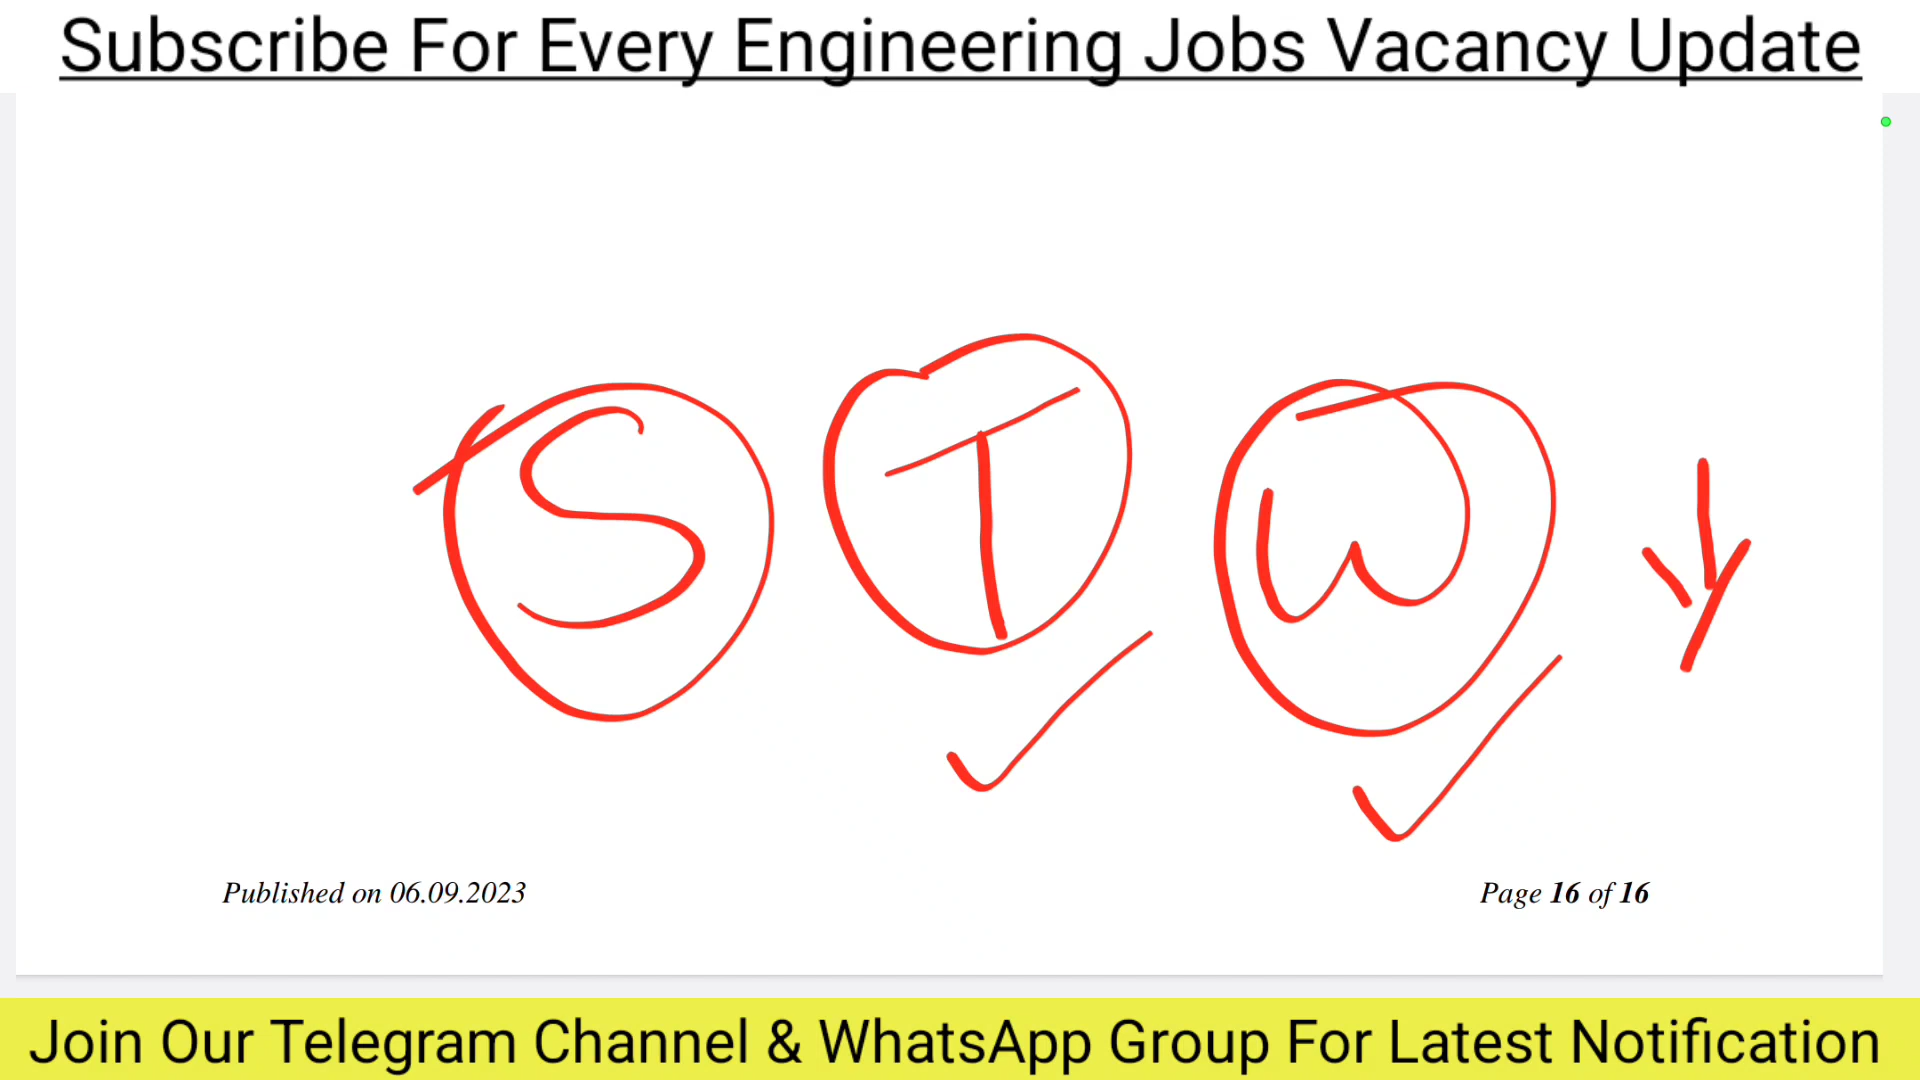 Subscribe For Every Engineering Jobs Vacancy Update
S T W
Published on 06.09.2023 Page 16 of 16
Join Our Telegram Channel & WhatsApp Group For Latest Notification